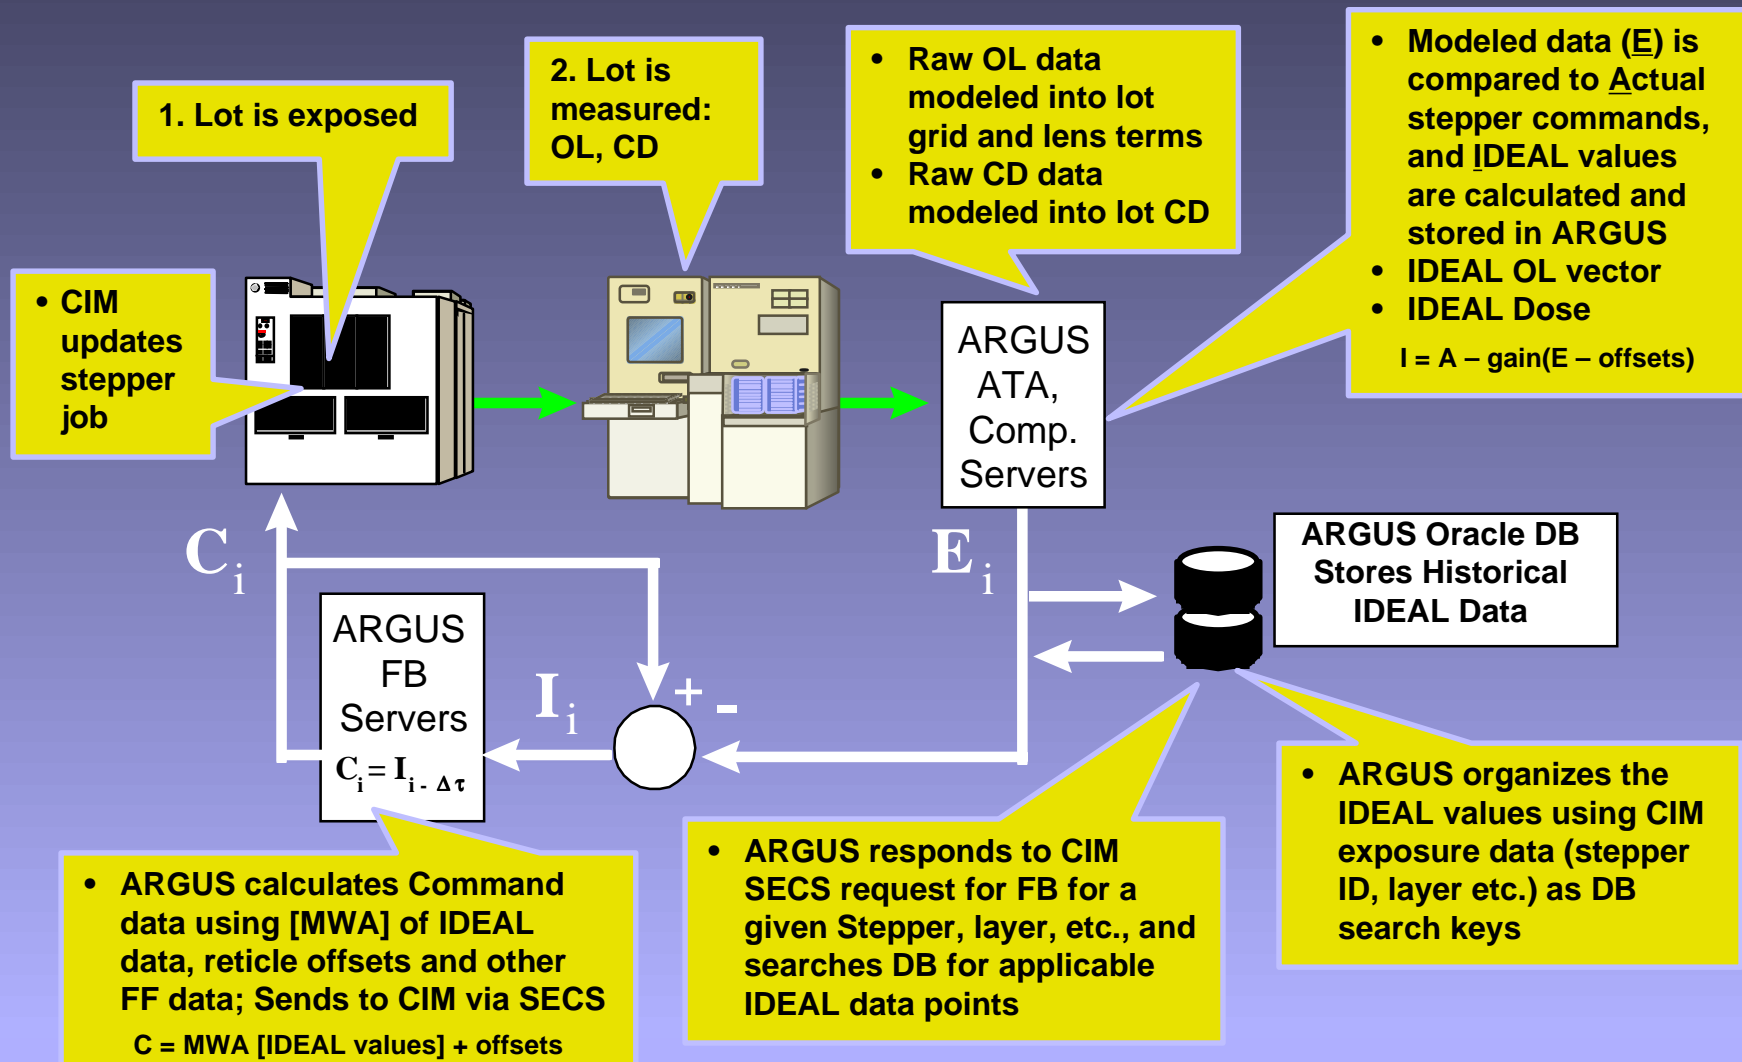 1. Lot is exposed
2. Lot is
measured:
OL, CD
• Raw OL data
modeled into lot
grid and lens terms
• Raw CD data
modeled into lot CD
• Modeled data (E) is
compared to Actual
stepper commands,
and IDEAL values
are calculated and
stored in ARGUS
• IDEAL OL vector
• IDEAL Dose
I = A – gain(E – offsets)
• CIM
updates
stepper
job
ARGUS
ATA,
Comp.
Servers
C i
E i
ARGUS Oracle DB
Stores Historical
IDEAL Data
ARGUS
FB
Servers
C i = I i - Δ τ
I i
+ -
• ARGUS calculates Command
data using [MWA] of IDEAL
data, reticle offsets and other
FF data; Sends to CIM via SECS
C = MWA [IDEAL values] + offsets
• ARGUS responds to CIM
SECS request for FB for a
given Stepper, layer, etc., and
searches DB for applicable
IDEAL data points
• ARGUS organizes the
IDEAL values using CIM
exposure data (stepper
ID, layer etc.) as DB
search keys